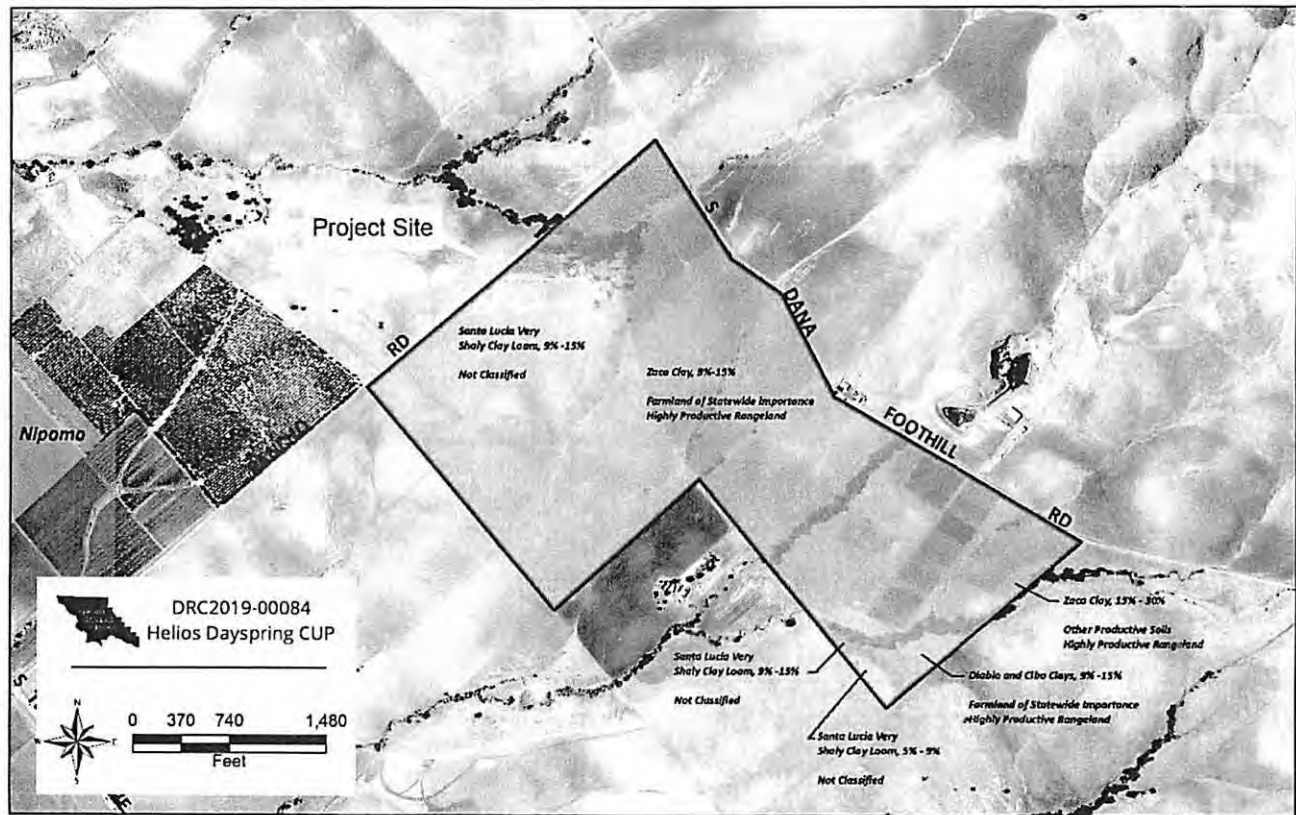 Project Site
S
DANA
FOOTHILL
RD
RD
Santa Lucia Very
Shaly Clay Loam, 9% -15%
Not Classified
Zaca Clay, 9%-15%
Farmland of Statewide Importance
Highly Productive Rangeland
Nipomo
Zaca Clay, 15% - 30%
Other Productive Soils
Highly Productive Rangeland
Santa Lucia Very
Shaly Clay Loam, 9% -15%
Not Classified
Diablo and Cibo Clays, 9% -15%
Farmland of Statewide Importance
Highly Productive Rangeland
Santa Lucia Very
Shaly Clay Loam, 5% - 9%
Not Classified
DRC2019-00084
Helios Dayspring CUP
N
S
0 370 740 1,480
Feet